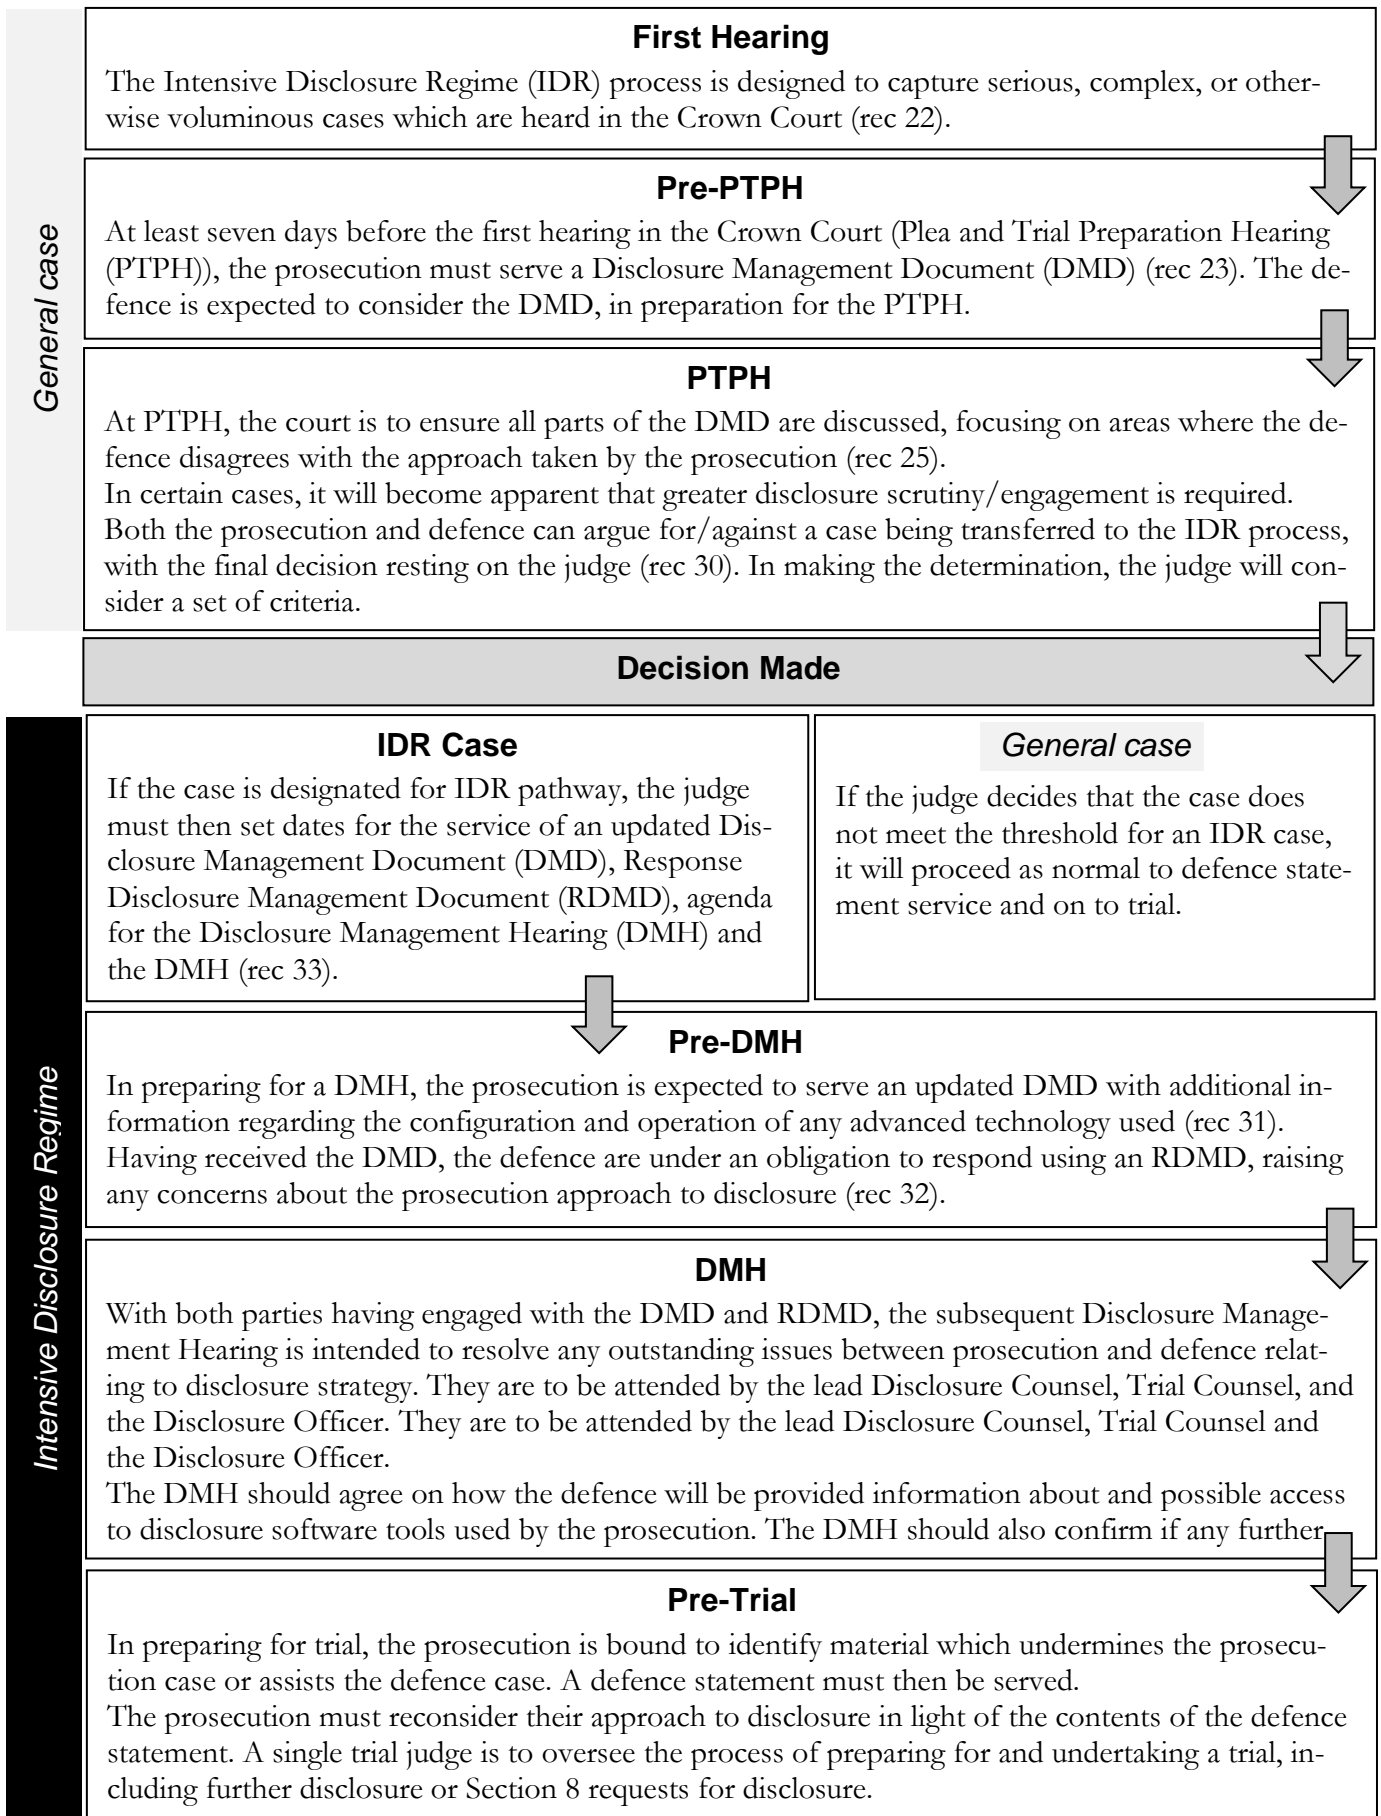 General case
First Hearing
The Intensive Disclosure Regime (IDR) process is designed to capture serious, complex, or other-
wise voluminous cases which are heard in the Crown Court (rec 22).
Pre-PTPH
At least seven days before the first hearing in the Crown Court (Plea and Trial Preparation Hearing
(PTPH)), the prosecution must serve a Disclosure Management Document (DMD) (rec 23). The de-
fence is expected to consider the DMD, in preparation for the PTPH.
PTPH
At PTPH, the court is to ensure all parts of the DMD are discussed, focusing on areas where the de-
fence disagrees with the approach taken by the prosecution (rec 25).
In certain cases, it will become apparent that greater disclosure scrutiny/engagement is required.
Both the prosecution and defence can argue for/against a case being transferred to the IDR process,
with the final decision resting on the judge (rec 30). In making the determination, the judge will con-
sider a set of criteria.
Decision Made
Intensive Disclosure Regime
IDR Case
If the case is designated for IDR pathway, the judge
must then set dates for the service of an updated Dis-
closure Management Document (DMD), Response
Disclosure Management Document (RDMD), agenda
for the Disclosure Management Hearing (DMH) and
the DMH (rec 33).
General case
If the judge decides that the case does
not meet the threshold for an IDR case,
it will proceed as normal to defence state-
ment service and on to trial.
Pre-DMH
In preparing for a DMH, the prosecution is expected to serve an updated DMD with additional in-
formation regarding the configuration and operation of any advanced technology used (rec 31).
Having received the DMD, the defence are under an obligation to respond using an RDMD, raising
any concerns about the prosecution approach to disclosure (rec 32).
DMH
With both parties having engaged with the DMD and RDMD, the subsequent Disclosure Manage-
ment Hearing is intended to resolve any outstanding issues between prosecution and defence relat-
ing to disclosure strategy. They are to be attended by the lead Disclosure Counsel, Trial Counsel, and
the Disclosure Officer. They are to be attended by the lead Disclosure Counsel, Trial Counsel and
the Disclosure Officer.
The DMH should agree on how the defence will be provided information about and possible access
to disclosure software tools used by the prosecution. The DMH should also confirm if any further
Pre-Trial
In preparing for trial, the prosecution is bound to identify material which undermines the prosecu-
tion case or assists the defence case. A defence statement must then be served.
The prosecution must reconsider their approach to disclosure in light of the contents of the defence
statement. A single trial judge is to oversee the process of preparing for and undertaking a trial, in-
cluding further disclosure or Section 8 requests for disclosure.